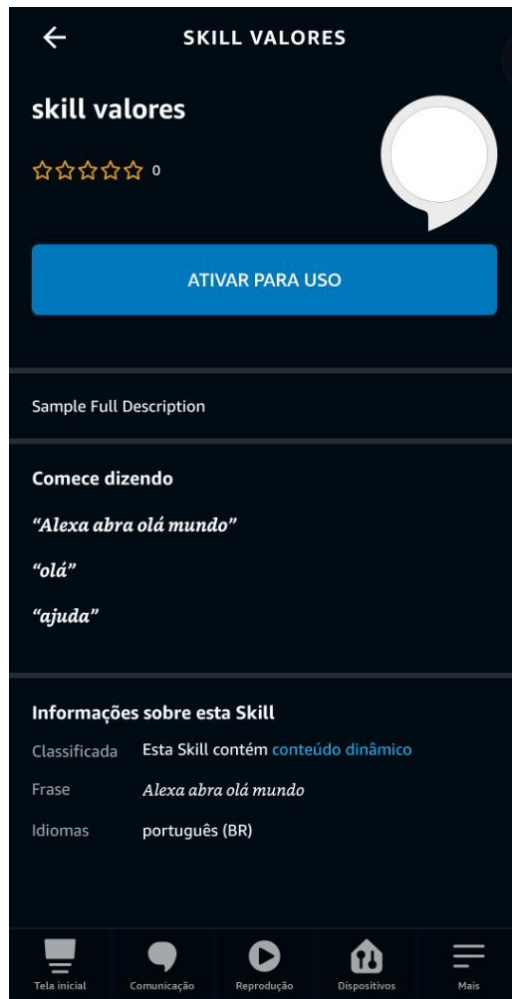 SKILL VALORES
skill valores
0
ATIVAR PARA USO
Sample Full Description
Comece dizendo
“Alexa abra olá mundo”
“olá”
“ajuda”
Informações sobre esta Skill
Classificada Esta Skill contém conteúdo dinâmico
Frase Alexa abra olá mundo
Idiomas português (BR)
Tela inicial Comunicação Reprodução Dispositivos Mais